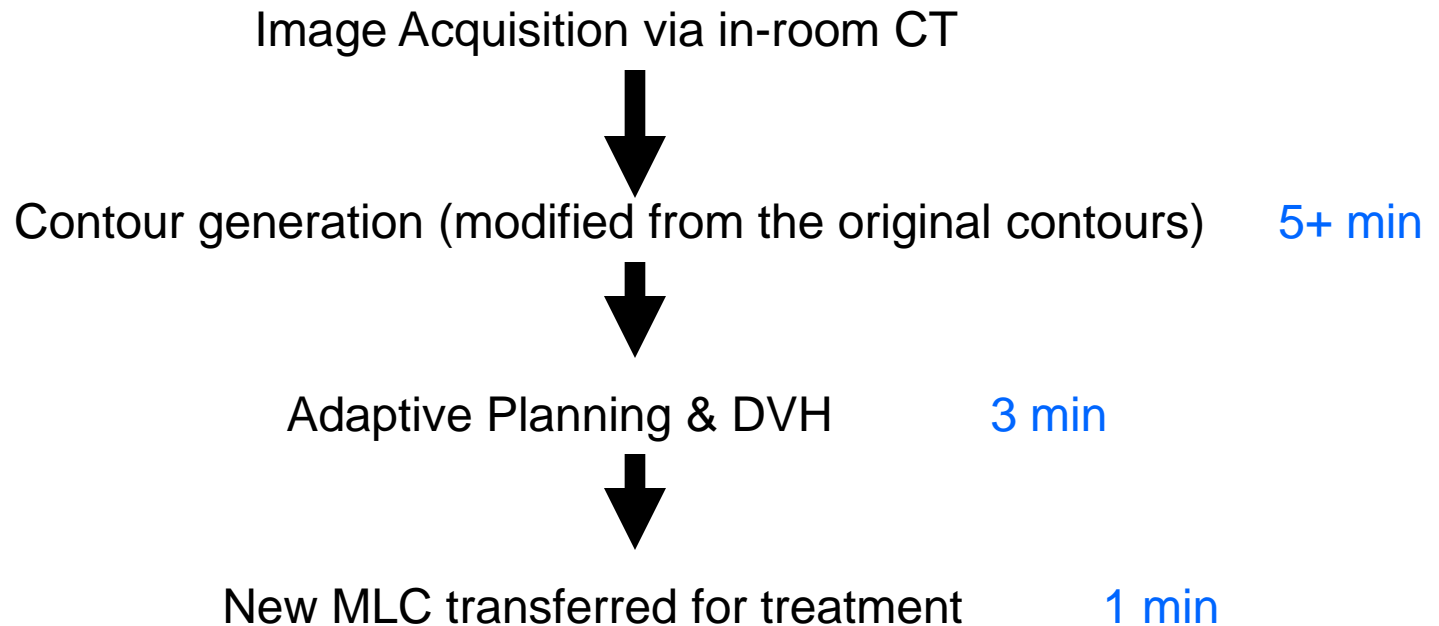 Image Acquisition via in-room CT
Contour generation (modified from the original contours) 5+ min
Adaptive Planning & DVH 3 min
New MLC transferred for treatment 1 min